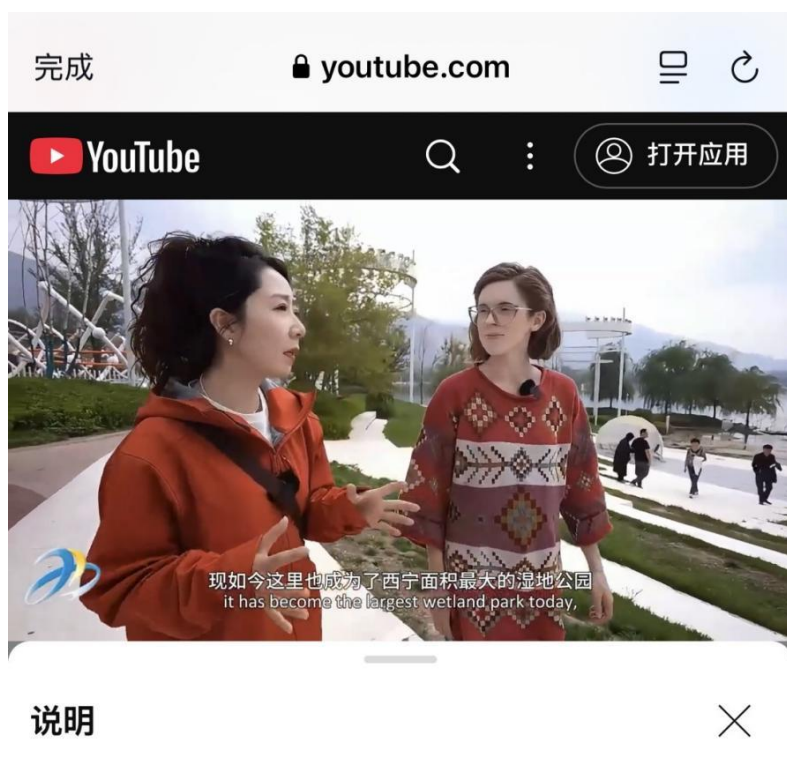 完成
youtube.com
YouTube
打开应用
现如今这里也成为了西宁面积最大的湿地公园
it has become the largest wetland park today,
说明